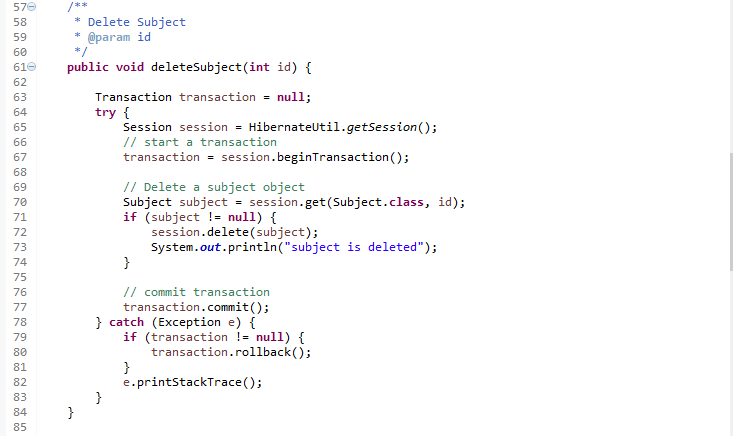 57 /**
58 * Delete Subject
59 * @param id
60 */
61 public void deleteSubject(int id) {
62
63 Transaction transaction = null;
64 try {
65 Session session = HibernateUtil.getSession();
66 // start a transaction
67 transaction = session.beginTransaction();
68
69 // Delete a subject object
70 Subject subject = session.get(Subject.class, id);
71 if (subject != null) {
72 session.delete(subject);
73 System.out.println("subject is deleted");
74 }
75
76 // commit transaction
77 transaction.commit();
78 } catch (Exception e) {
79 if (transaction != null) {
80 transaction.rollback();
81 }
82 e.printStackTrace();
83 }
84 }
85